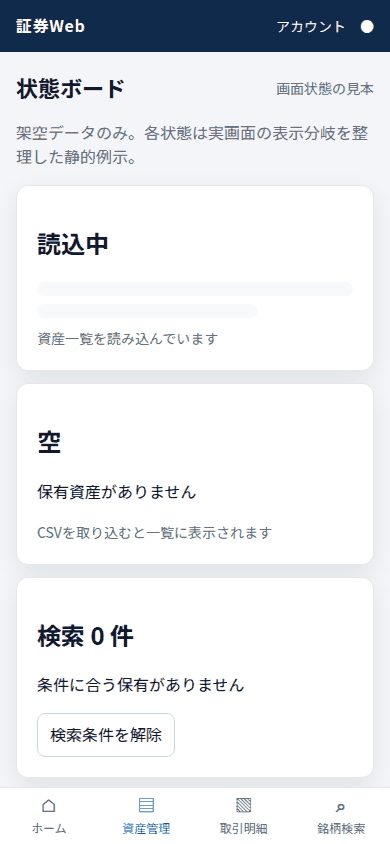 証券Web
アカウント
状態ボード
画面状態の見本
架空データのみ。各状態は実画面の表示分岐を整
理した静的例示。
読込中
資産一覧を読み込んでいます
空
保有資産がありません
CSVを取り込むと一覧に表示されます
検索 0 件
条件に合う保有がありません
検索条件を解除
ホーム
資産管理
取引明細
銘柄検索